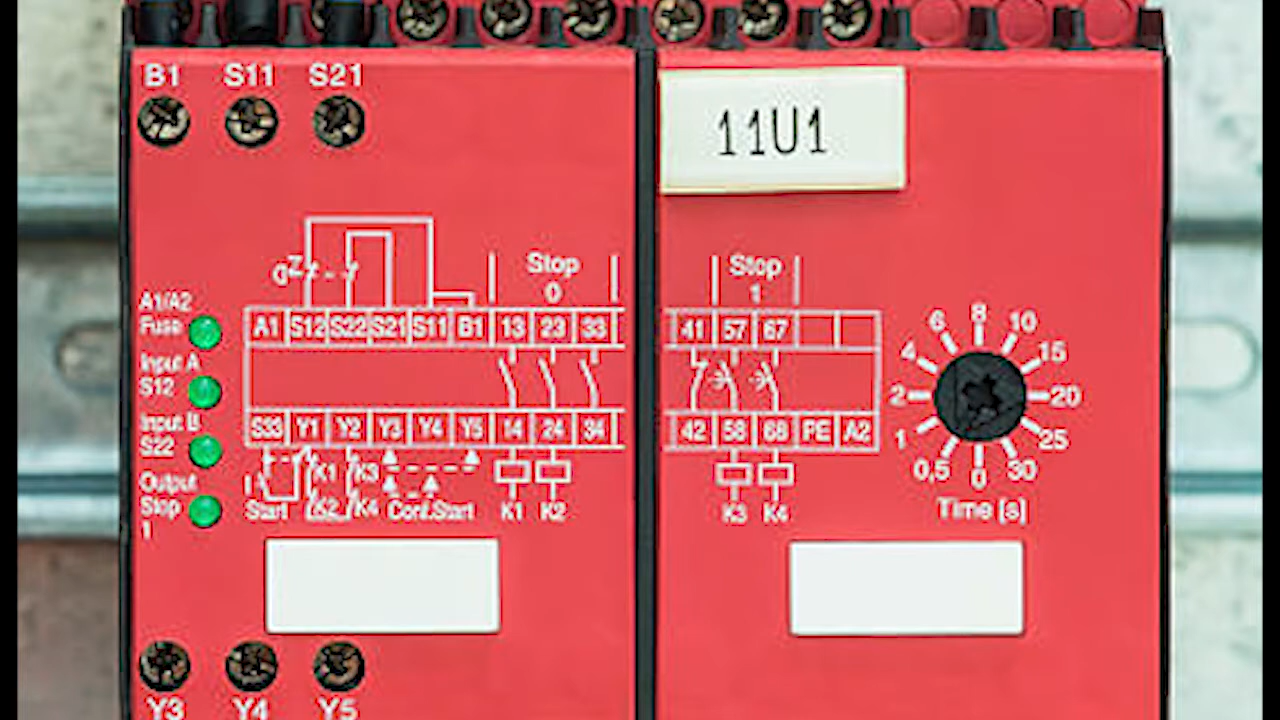 B1 S11 S21
11U1
Stop
0
Stop
1
A1/A2
Fuse
A1 S12 S22 S21 S11 B1 13 23 33
41 57 67
Input A
S12
Input B
S22
S33 Y1 Y2 Y3 Y4 Y5 14 24 34
42 58 68 PE A2
Output
Stop
1
K1 K3
Start S2 K4 Conf.Start K1 K2
K3 K4
0 0,5 1 2 4 6 8 10 15 20 25 30
Time [s]
Y3 Y4 Y5